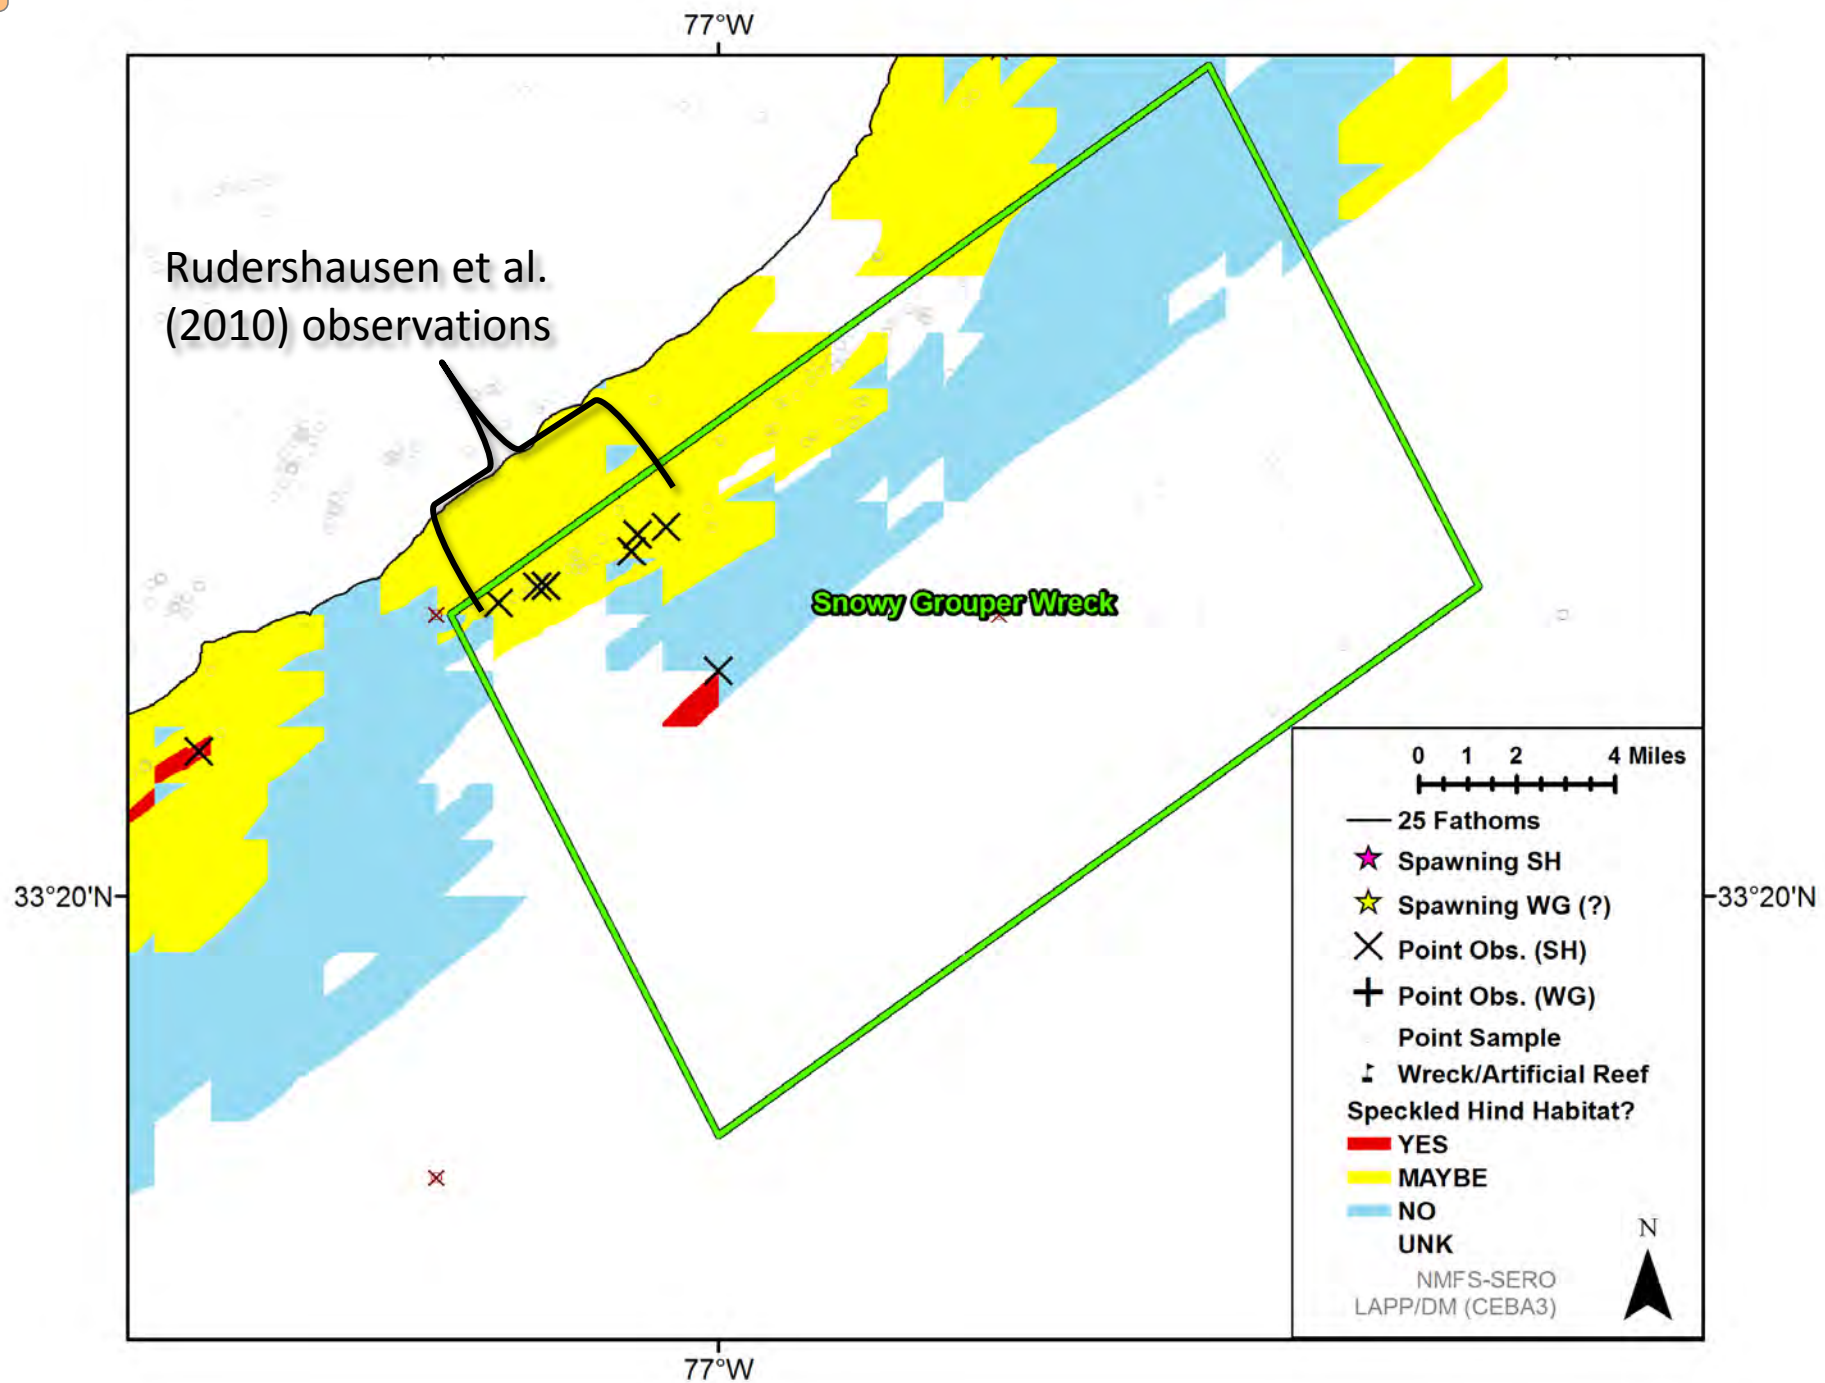 77°W
Rudershausen et al.
(2010) observations
Snowy Grouper Wreck
33°20'N
33°20'N
0 1 2 4 Miles
25 Fathoms
Spawning SH
Spawning WG (?)
Point Obs. (SH)
Point Obs. (WG)
Point Sample
Wreck/Artificial Reef
Speckled Hind Habitat?
YES
MAYBE
NO
UNK
N
NMFS-SERO
LAPP/DM (CEBA3)
77°W